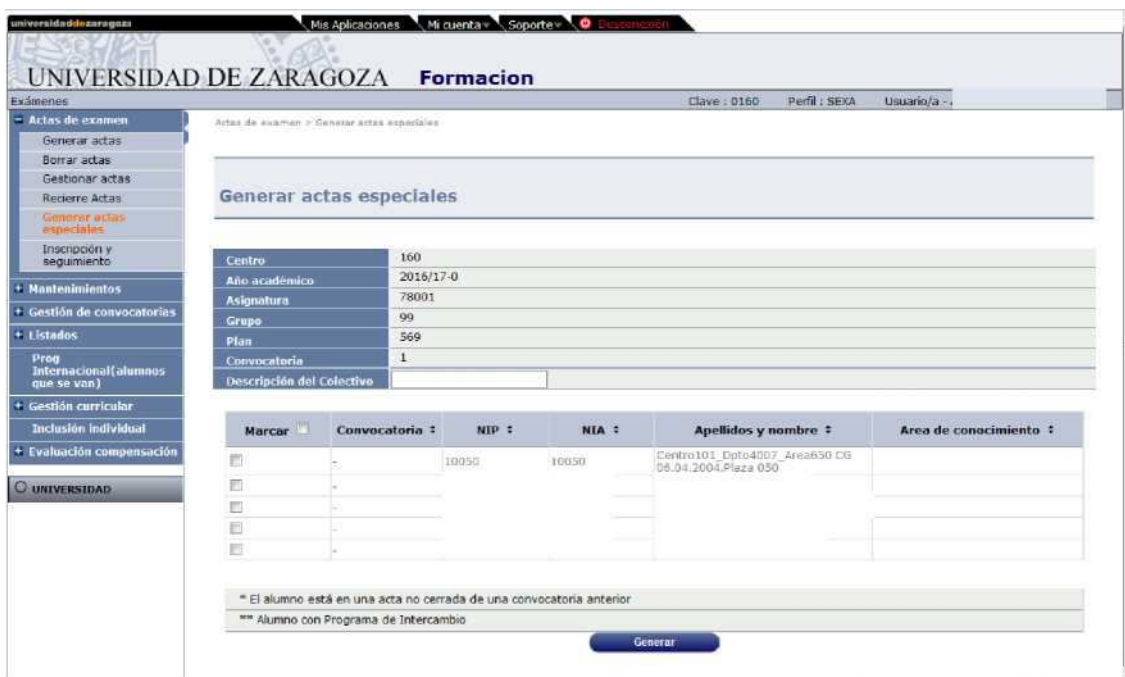 universidaddezaragoza
Mis Aplicaciones Mi cuenta Soporte Desconexión
UNIVERSIDAD DE ZARAGOZA Formacion
Exámenes Clave : 0160 Perfil : SEXA Usuario/a -
Actas de examen
Generar actas
Borrar actas
Gestionar actas
Recierre Actas
Generar actas
especiales
Inscripción y
seguimiento
Mantenimientos
Gestión de convocatorias
Listados
Prog
Internacional(alumnos
que se van)
Gestión curricular
Inclusión individual
Evaluación compensación
UNIVERSIDAD
Actas de examen > Generar actas especiales
Generar actas especiales
Centro 160
Año académico 2016/17-0
Asignatura 78001
Grupo 99
Plan 569
Convocatoria 1
Descripción del Colectivo
Marcar Convocatoria NIP NIA Apellidos y nombre Area de conocimiento
- 10050 10050 Centro101_Dpto4007_Area650 CG
06.04.2004,Plaza 050
-
-
-
-
* El alumno está en una acta no cerrada de una convocatoria anterior
** Alumno con Programa de Intercambio
Generar